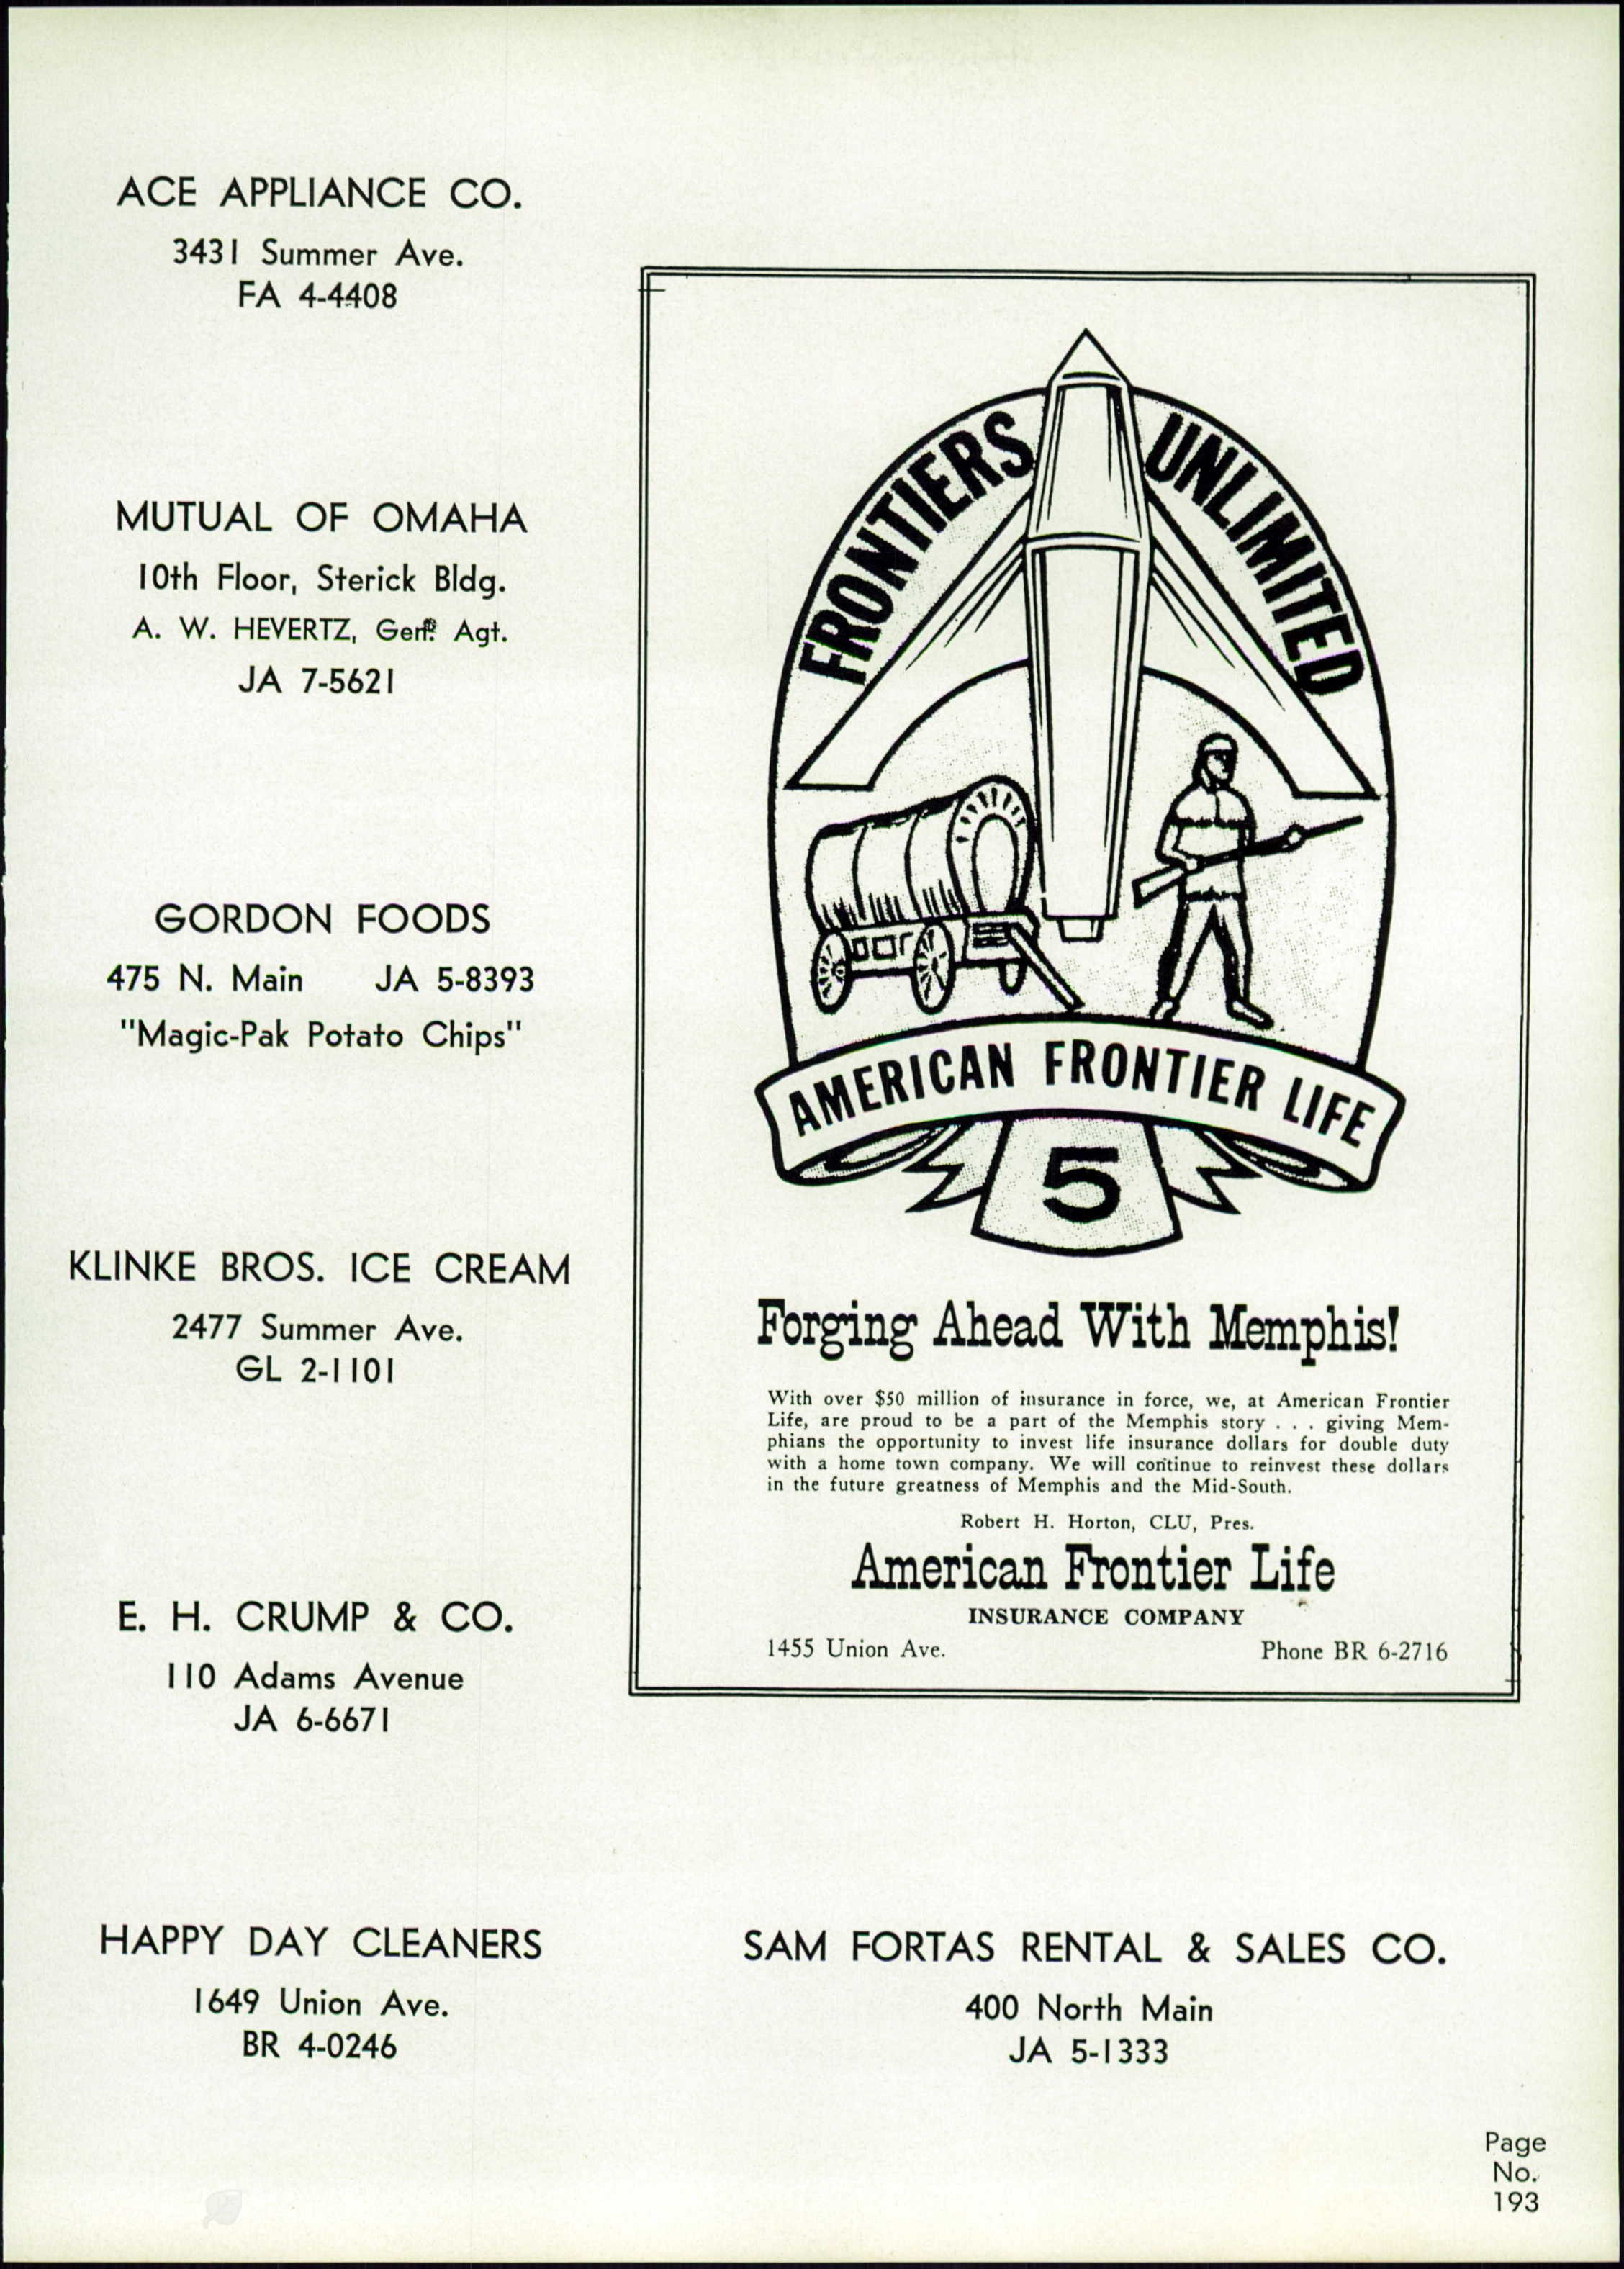 ACE APPLIANCE CO.
3431 Summer Ave.
FA 4-4408
MUTUAL OF OMAHA
10th Floor, Sterick Bldg.
A. W. HEVERTZ, Agt.
JA 7-5621
GORDON FOODS
475 N. Main JA 5-8393
"Magic-Pak Potato Chips"
KLINKE BROS. ICE CREAM
2477 Summer Ave.
GL 2-1101
E. H. CRUMP & CO.
110 Adams Avenue
JA 6-6671
HAPPY DAY CLEANERS
1649 Union Ave.
BR 4-0246
FRONTIERS UNLIMITED
AMERICAN FRONTIER LIFE
5
Forging Ahead With Memphis!
With over $50 million of insurance in force, we, at American Frontier
Life, are proud to be a part of the Memphis story . . . giving Mem-
phians the opportunity to invest life insurance dollars for double duty
with a home town company. We will continue to reinvest these dollars
in the future greatness of Memphis and the Mid-South.
Robert H. Horton, CLU, Pres.
American Frontier Life
INSURANCE COMPANY
1455 Union Ave. Phone BR 6-2716
SAM FORTAS RENTAL & SALES CO.
400 North Main
JA 5-1333
Page
No.
193